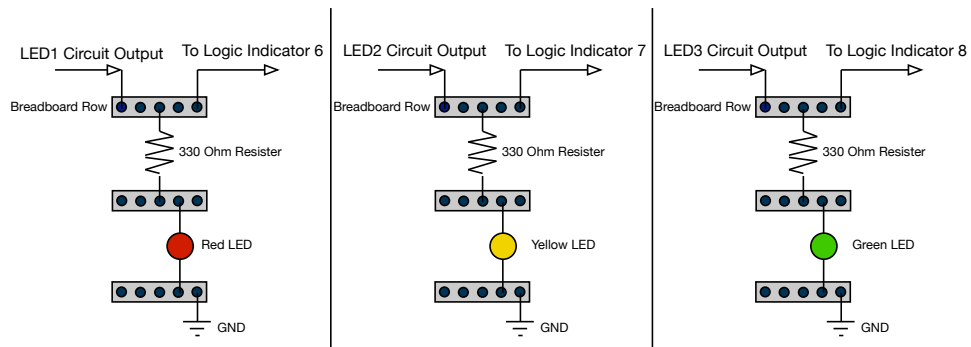 LED1 Circuit Output
To Logic Indicator 6
Breadboard Row
330 Ohm Resister
Red LED
GND
LED2 Circuit Output
To Logic Indicator 7
Breadboard Row
330 Ohm Resister
Yellow LED
GND
LED3 Circuit Output
To Logic Indicator 8
Breadboard Row
330 Ohm Resister
Green LED
GND